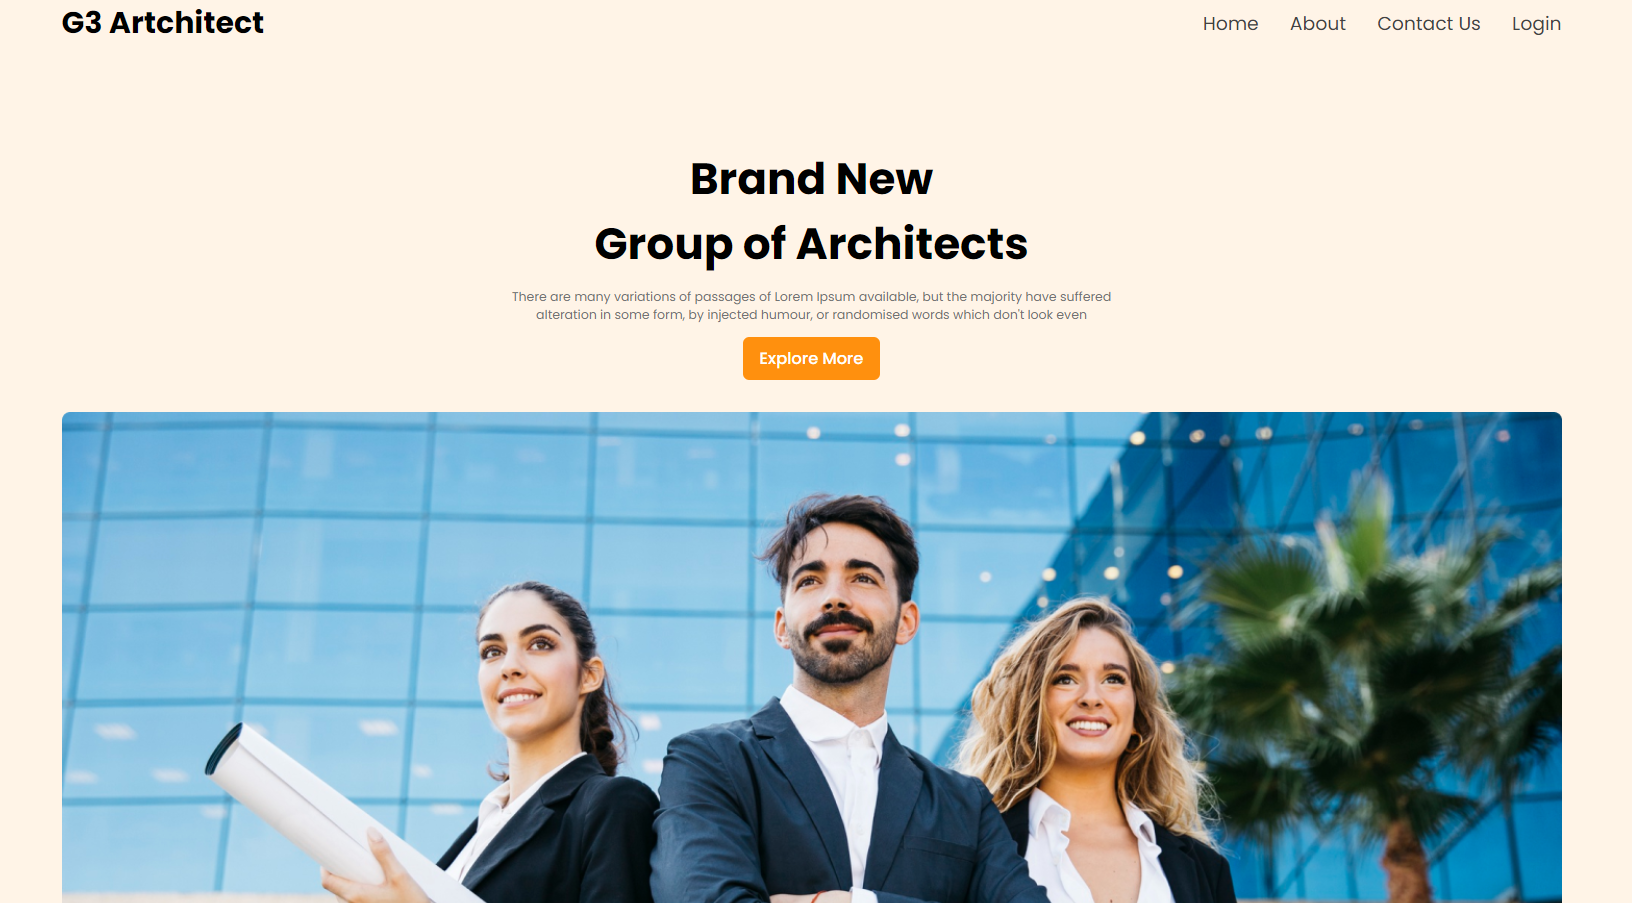 G3 Artchitect
Home About Contact Us Login
Brand New
Group of Architects
There are many variations of passages of Lorem Ipsum available, but the majority have suffered
alteration in some form, by injected humour, or randomised words which don't look even
Explore More